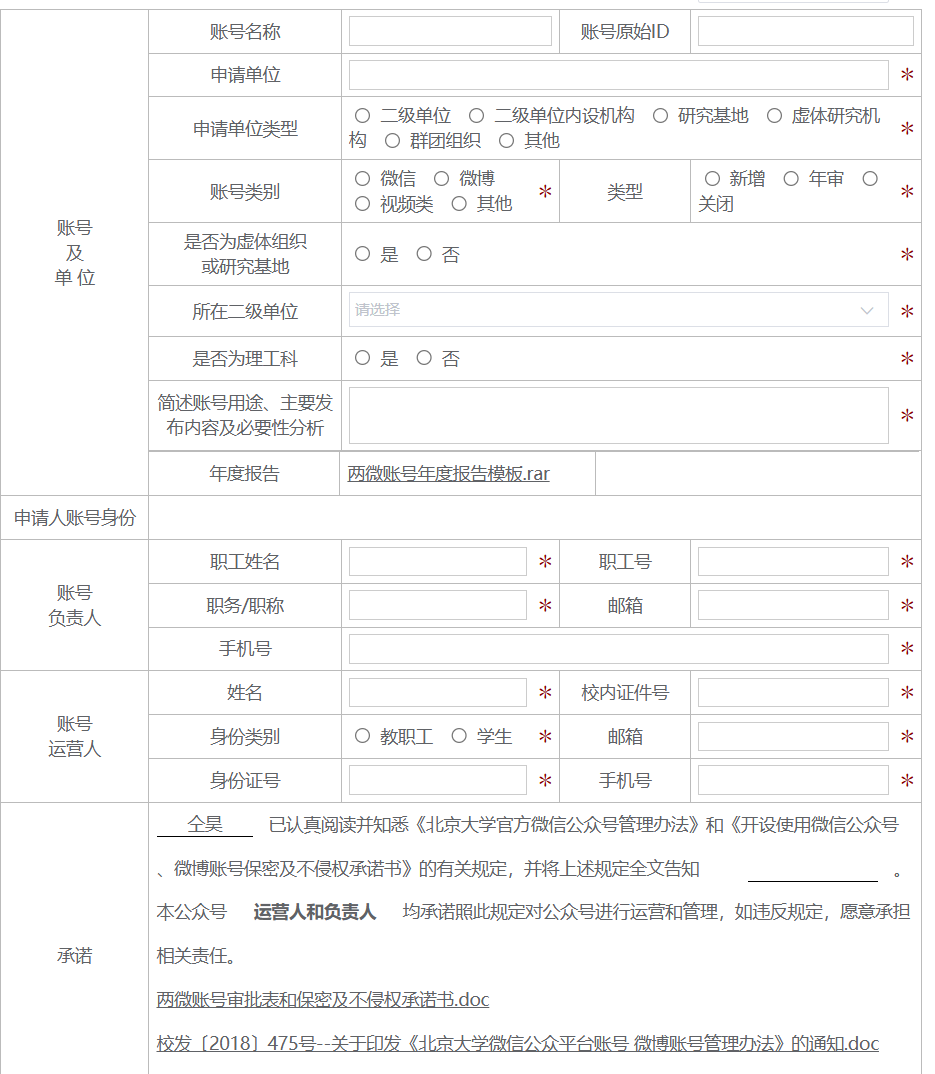 账号名称 账号原始ID
申请单位 *
申请单位类型 二级单位 二级单位内设机构 研究基地 虚体研究机
构 群团组织 其他 *
账号类别 微信 微博 视频类 其他 * 类型 新增 年审 关闭 *
账号
及
单 位
是否为虚体组织
或研究基地 是 否 *
所在二级单位 请选择 *
是否为理工科 是 否 *
简述账号用途、主要发
布内容及必要性分析 *
年度报告 两微账号年度报告模板.rar
申请人账号身份
账号
负责人
职工姓名 * 职工号 *
职务/职称 * 邮箱 *
手机号 *
账号
运营人
姓名 * 校内证件号 *
身份类别 教职工 学生 * 邮箱 *
身份证号 * 手机号 *
承诺
仝昊 已认真阅读并知悉《北京大学官方微信公众号管理办法》和《开设使用微信公众号
、微博账号保密及不侵权承诺书》的有关规定，并将上述规定全文告知 。
本公众号 运营人和负责人 均承诺照此规定对公众号进行运营和管理，如违反规定，愿意承担
相关责任。
两微账号审批表和保密及不侵权承诺书.doc
校发〔2018〕475号--关于印发《北京大学微信公众平台账号 微博账号管理办法》的通知.doc